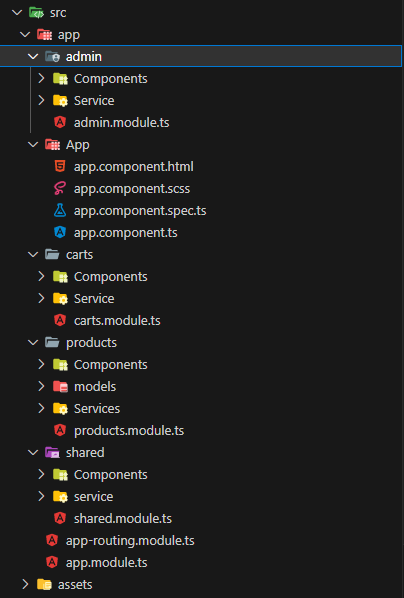 src
app
admin
Components
Service
admin.module.ts
App
app.component.html
app.component.scss
app.component.spec.ts
app.component.ts
carts
Components
Service
carts.module.ts
products
Components
models
Services
products.module.ts
shared
Components
service
shared.module.ts
app-routing.module.ts
app.module.ts
assets